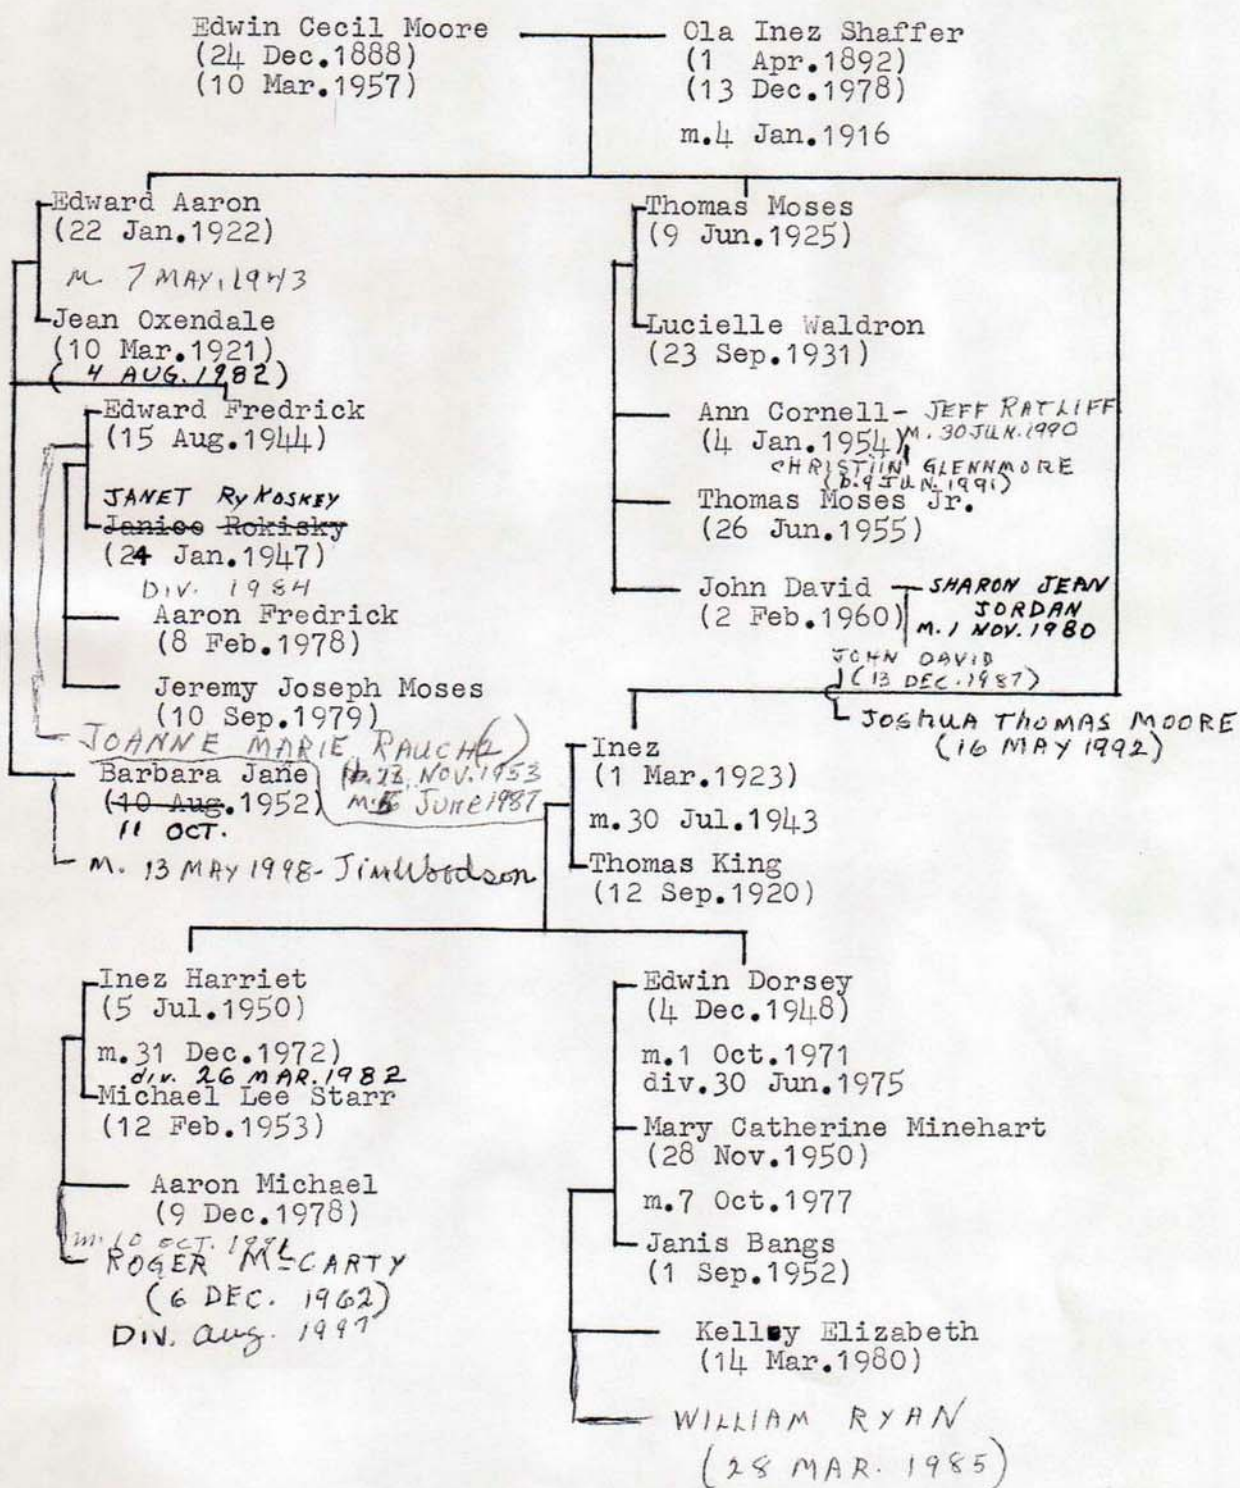 Edwin Cecil Moore
(24 Dec.1888)
(10 Mar.1957)
Ola Inez Shaffer
(1 Apr.1892)
(13 Dec.1978)
m.4 Jan.1916
Edward Aaron
(22 Jan.1922)
m. 7 MAY, 1943
Jean Oxendale
(10 Mar.1921)
(4 AUG. 1982)
Edward Fredrick
(15 Aug.1944)
JANET RYKOSKEY
Janice Rokisky
(24 Jan.1947)
DIV. 1984
Aaron Fredrick
(8 Feb.1978)
Jeremy Joseph Moses
(10 Sep.1979)
JOANNE MARIE RAUCH (2)
(b. NOV. 1953
m. June 1987
Barbara Jane
(10 Aug.1952)
11 OCT.
m. 13 MAY 1998 - Jim Woodson
Thomas Moses
(9 Jun.1925)
Lucielle Waldron
(23 Sep.1931)
Ann Cornell - JEFF RATLIFF
(4 Jan.1954) m. 30 JUN. 1990
CHRISTIIN GLENNMORE
(b. 9 JUN. 1991)
Thomas Moses Jr.
(26 Jun.1955)
John David - SHARON JEAN
JORDAN
(2 Feb.1960) m. 1 NOV. 1980
JOHN DAVID
(13 DEC. 1987)
JOSHUA THOMAS MOORE
(16 MAY 1992)
Inez
(1 Mar.1923)
m.30 Jul.1943
Thomas King
(12 Sep.1920)
Inez Harriet
(5 Jul.1950)
m.31 Dec.1972)
div. 26 MAR. 1982
Michael Lee Starr
(12 Feb.1953)
Aaron Michael
(9 Dec.1978)
m. 10 OCT.
ROGER McCARTY
(6 DEC. 1962)
DIV. Aug. 1997
Edwin Dorsey
(4 Dec.1948)
m.1 Oct.1971
div.30 Jun.1975
Mary Catherine Minehart
(28 Nov.1950)
m.7 Oct.1977
Janis Bangs
(1 Sep.1952)
Kelley Elizabeth
(14 Mar.1980)
WILLIAM RYAN
(28 MAR. 1985)